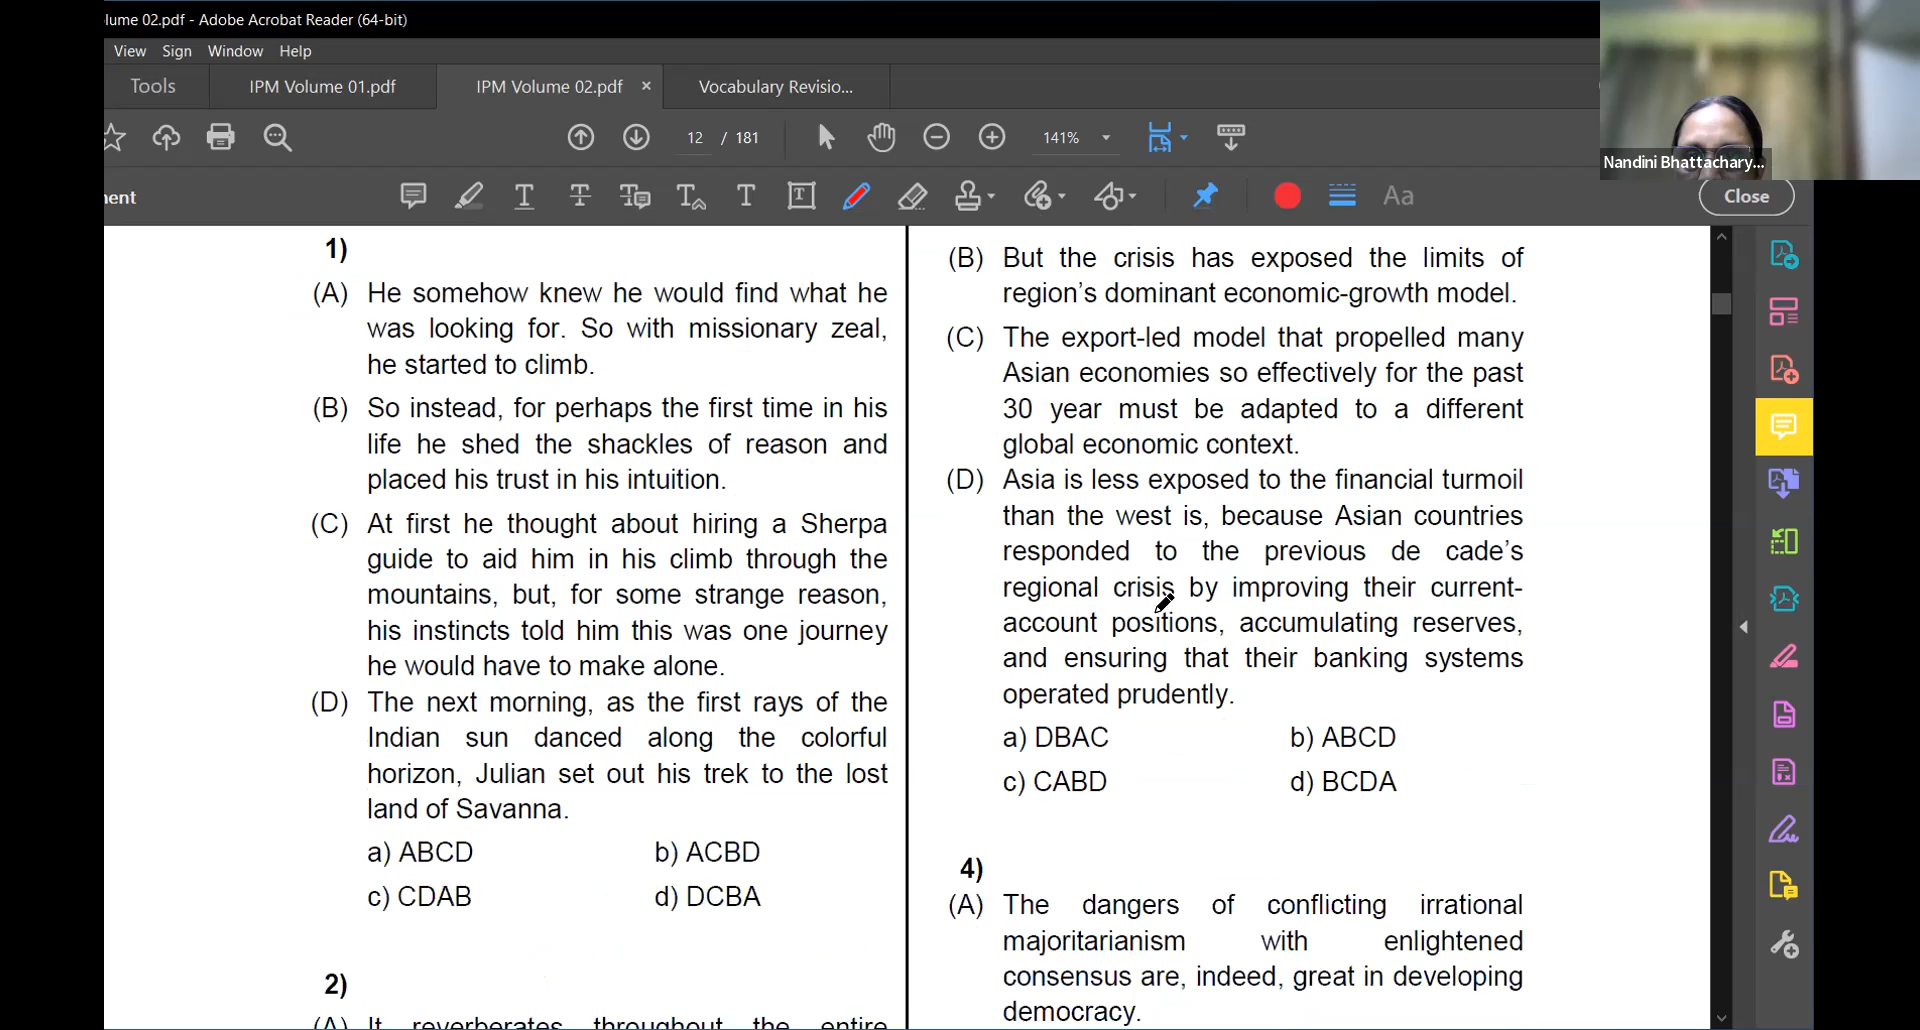 lume 02.pdf - Adobe Acrobat Reader (64-bit)
View Sign Window Help
Tools IPM Volume 01.pdf IPM Volume 02.pdf × Vocabulary Revisio...
12 / 181 141%
Nandini Bhattachary...
ent Aa Close
1)
(A) He somehow knew he would find what he
was looking for. So with missionary zeal,
he started to climb.
(B) So instead, for perhaps the first time in his
life he shed the shackles of reason and
placed his trust in his intuition.
(C) At first he thought about hiring a Sherpa
guide to aid him in his climb through the
mountains, but, for some strange reason,
his instincts told him this was one journey
he would have to make alone.
(D) The next morning, as the first rays of the
Indian sun danced along the colorful
horizon, Julian set out his trek to the lost
land of Savanna.
a) ABCD b) ACBD
c) CDAB d) DCBA
2)
(A) It reverberates throughout the entire
(B) But the crisis has exposed the limits of
region's dominant economic-growth model.
(C) The export-led model that propelled many
Asian economies so effectively for the past
30 year must be adapted to a different
global economic context.
(D) Asia is less exposed to the financial turmoil
than the west is, because Asian countries
responded to the previous de cade's
regional crisis by improving their current-
account positions, accumulating reserves,
and ensuring that their banking systems
operated prudently.
a) DBAC b) ABCD
c) CABD d) BCDA
4)
(A) The dangers of conflicting irrational
majoritarianism with enlightened
consensus are, indeed, great in developing
democracy.